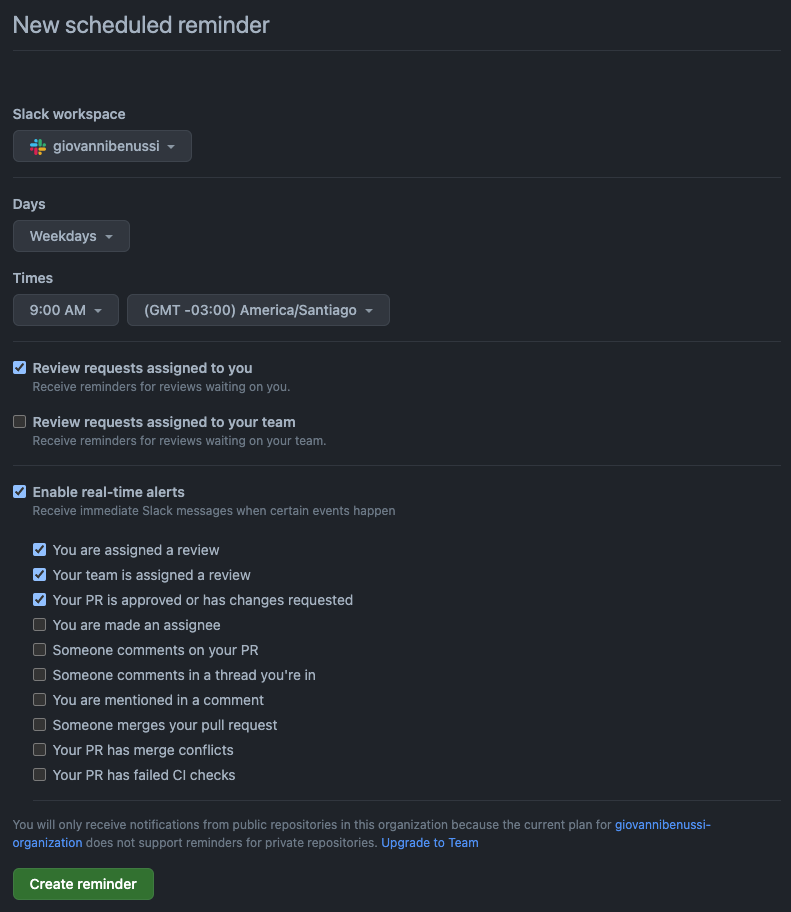 New scheduled reminder
Slack workspace
giovannibenussi
Days
Weekdays
Times
9:00 AM
(GMT -03:00) America/Santiago
Review requests assigned to you
Receive reminders for reviews waiting on you.
Review requests assigned to your team
Receive reminders for reviews waiting on your team.
Enable real-time alerts
Receive immediate Slack messages when certain events happen
You are assigned a review
Your team is assigned a review
Your PR is approved or has changes requested
You are made an assignee
Someone comments on your PR
Someone comments in a thread you're in
You are mentioned in a comment
Someone merges your pull request
Your PR has merge conflicts
Your PR has failed CI checks
You will only receive notifications from public repositories in this organization because the current plan for giovannibenussi-
organization does not support reminders for private repositories. Upgrade to Team
Create reminder